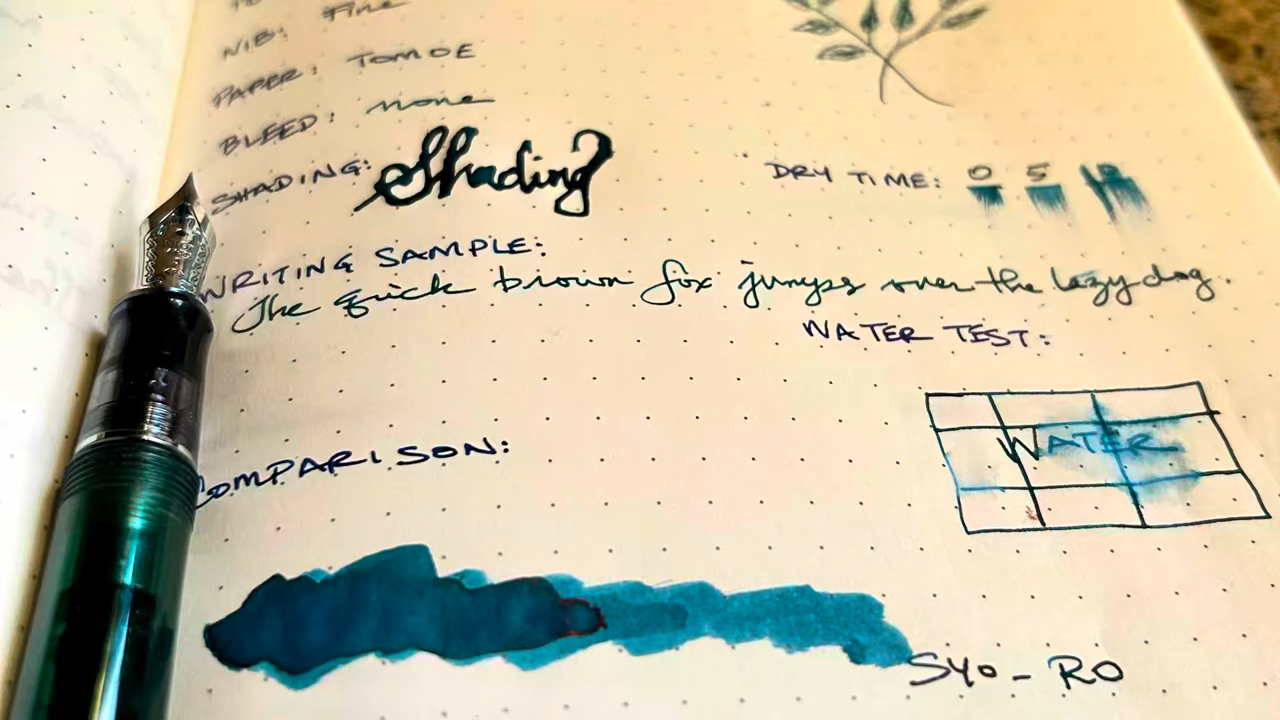 NIB: Fine
PAPER: TOMOE
BLEED: none
SHADING: Shading
DRY TIME: 0 5 10
WRITING SAMPLE:
The quick brown fox jumps over the lazy dog.
WATER TEST:
WATER
COMPARISON:
SYO-RO